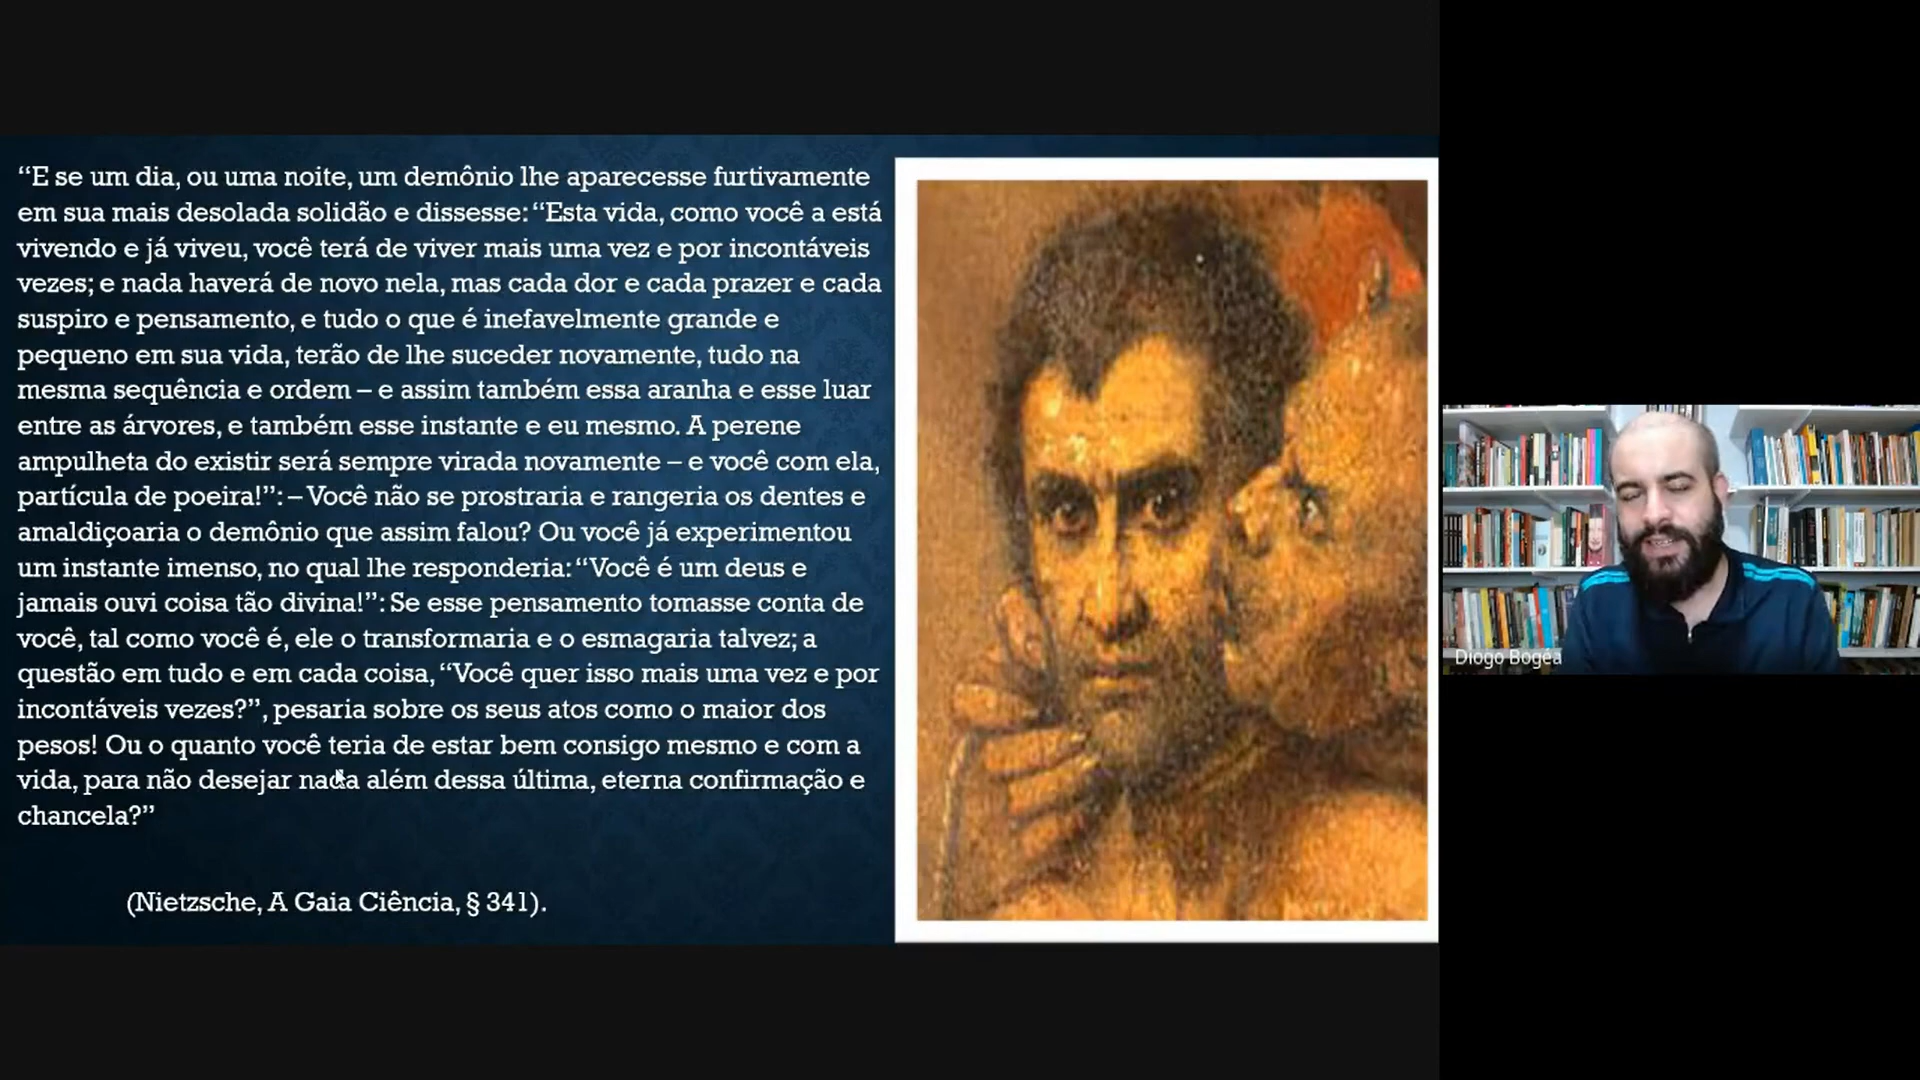 “E se um dia, ou uma noite, um demônio lhe aparecesse furtivamente
em sua mais desolada solidão e dissesse: “Esta vida, como você a está
vivendo e já viveu, você terá de viver mais uma vez e por incontáveis
vezes; e nada haverá de novo nela, mas cada dor e cada prazer e cada
suspiro e pensamento, e tudo o que é inefavelmente grande e
pequeno em sua vida, terão de lhe suceder novamente, tudo na
mesma sequência e ordem – e assim também essa aranha e esse luar
entre as árvores, e também esse instante e eu mesmo. A perene
ampulheta do existir será sempre virada novamente – e você com ela,
partícula de poeira!”: – Você não se prostraria e rangeria os dentes e
amaldiçoaria o demônio que assim falou? Ou você já experimentou
um instante imenso, no qual lhe responderia: “Você é um deus e
jamais ouvi coisa tão divina!”: Se esse pensamento tomasse conta de
você, tal como você é, ele o transformaria e o esmagaria talvez; a
questão em tudo e em cada coisa, “Você quer isso mais uma vez e por
incontáveis vezes?”, pesaria sobre os seus atos como o maior dos
pesos! Ou o quanto você teria de estar bem consigo mesmo e com a
vida, para não desejar nada além dessa última, eterna confirmação e
chancela?”
(Nietzsche, A Gaia Ciência, § 341).
Diogo Bogéa